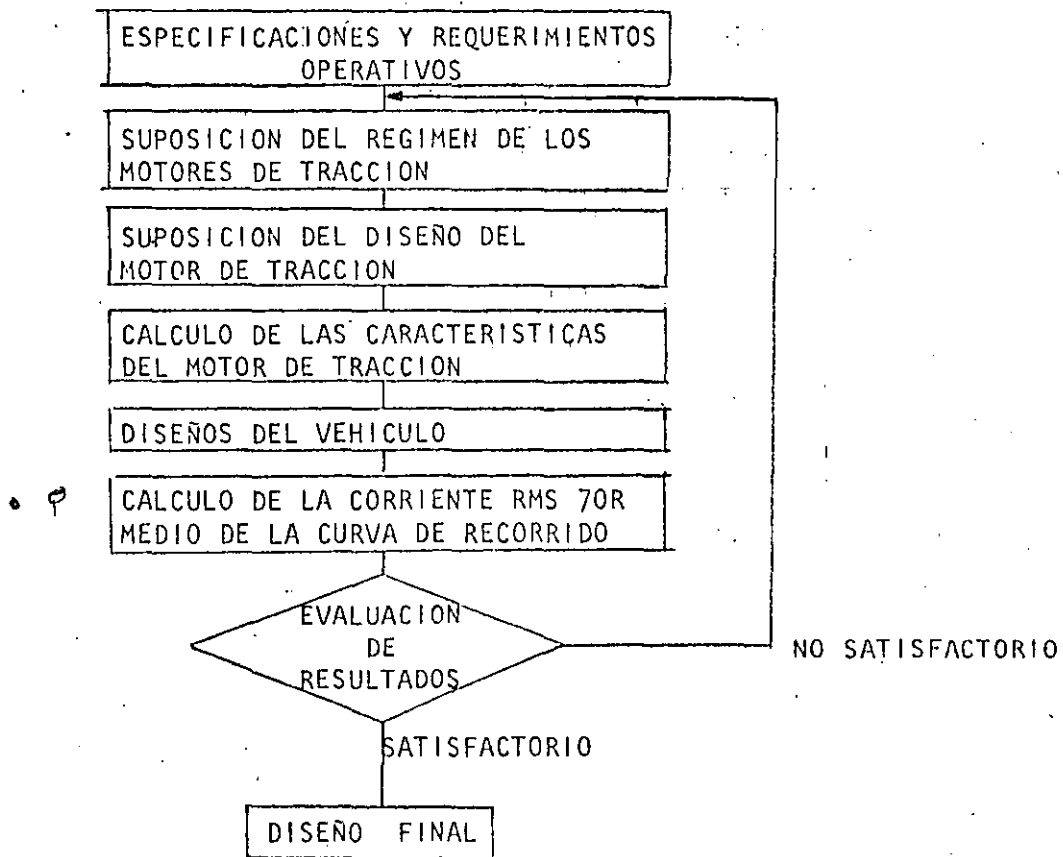 ESPECIFICACIONES Y REQUERIMIENTOS
OPERATIVOS
SUPOSICION DEL REGIMEN DE LOS
MOTORES DE TRACCION
SUPOSICION DEL DISEÑO DEL
MOTOR DE TRACCION
CALCULO DE LAS CARACTERISTICAS
DEL MOTOR DE TRACCION
DISEÑOS DEL VEHICULO
CALCULO DE LA CORRIENTE RMS 70R
MEDIO DE LA CURVA DE RECORRIDO
EVALUACION
DE
RESULTADOS
NO SATISFACTORIO
SATISFACTORIO
DISEÑO FINAL